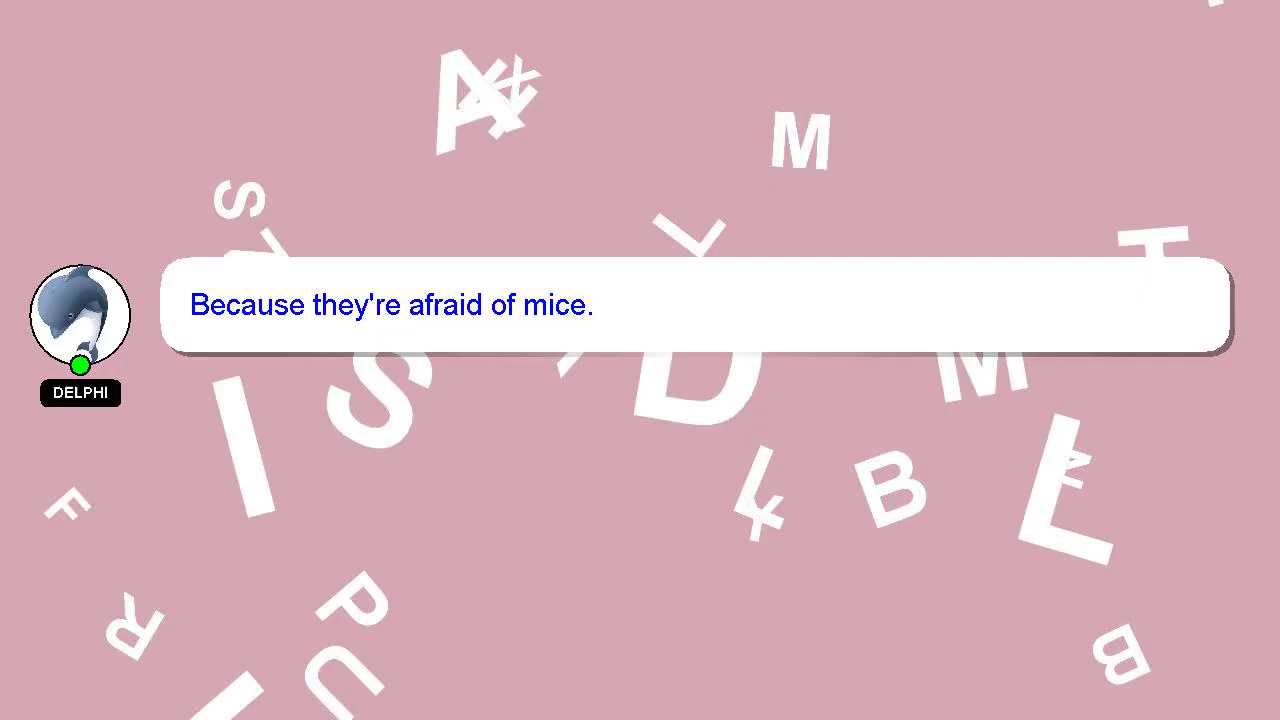 Because they're afraid of mice.
DELPHI
A
M
S
L
T
I
S
D
M
L
B
L
F
R
P
U
B